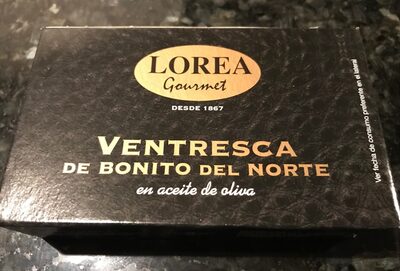 LOREA
Gourmet
DESDE 1867
VENTRESCA
DE BONITO DEL NORTE
en aceite de oliva
Ver fecha de consumo preferente en el lateral